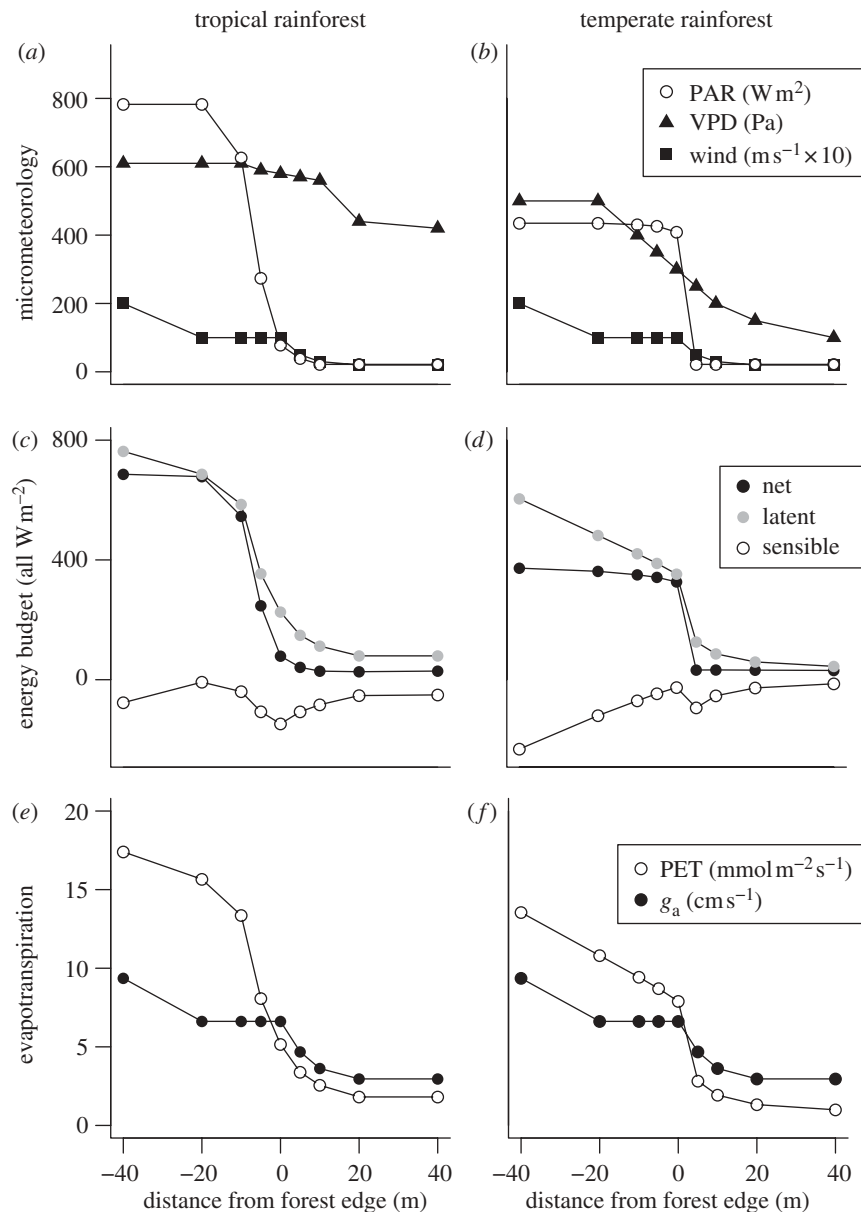 tropical rainforest
temperate rainforest
(a)
(b)
micrometeorology
800
600
400
200
0
PAR (W m²)
VPD (Pa)
wind (m s⁻¹ × 10)
(c)
(d)
energy budget (all W m⁻²)
800
400
0
net
latent
sensible
(e)
(f)
evapotranspiration
20
15
10
5
0
PET (mmol m⁻² s⁻¹)
gₐ (cm s⁻¹)
−40 −20 0 20 40
−40 −20 0 20 40
distance from forest edge (m)
distance from forest edge (m)